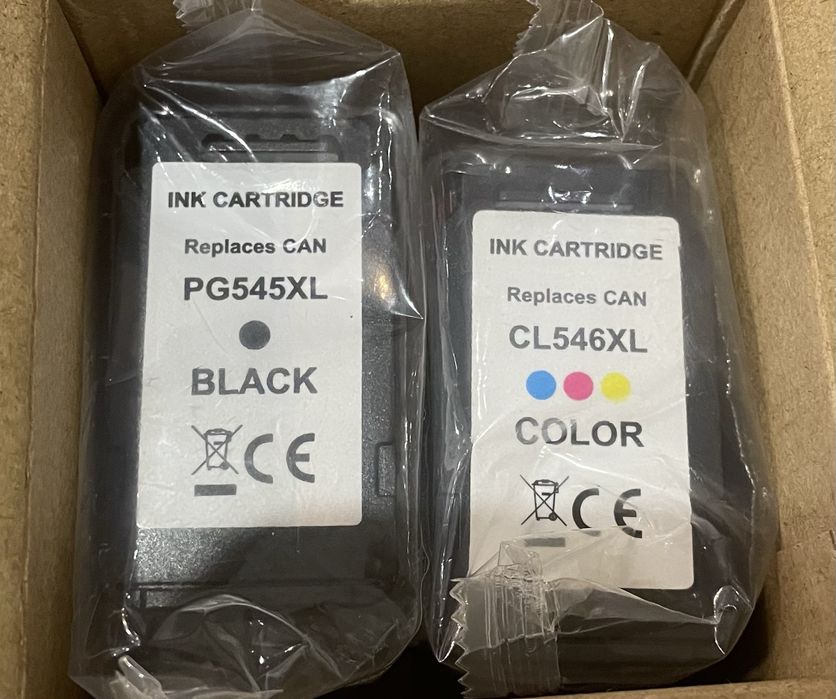 INK CARTRIDGE
Replaces CAN
PG545XL
BLACK
CE
INK CARTRIDGE
Replaces CAN
CL546XL
COLOR
CE